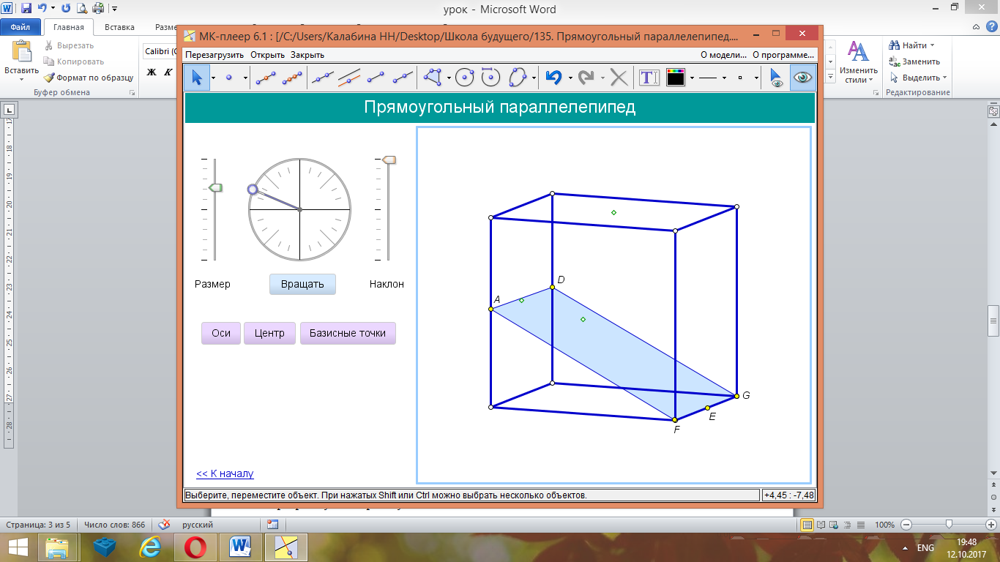 урок - Microsoft Word
Файл
Главная
Вставка
Разме
Вырезать
Копировать
Формат по образцу
Вставить
Буфер обмена
Calibri (О
Ж К
Изменить
стили
Найти
Заменить
Выделить
Редактирование
МК-плеер 6.1 : [/C:/Users/Калабина НН/Desktop/Школа будущего/135. Прямоугольный параллелепипед....
Перезагрузить Открыть Закрыть
О модели... О программе...
Прямоугольный параллелепипед
Размер
Вращать
Наклон
Оси
Центр
Базисные точки
D
A
G
E
F
<< К началу
Выберите, переместите объект. При нажатых Shift или Ctrl можно выбрать несколько объектов.
+4,45 : -7,48
Страница: 3 из 5
Число слов: 866
русский
100%
ENG
19:48
12.10.2017